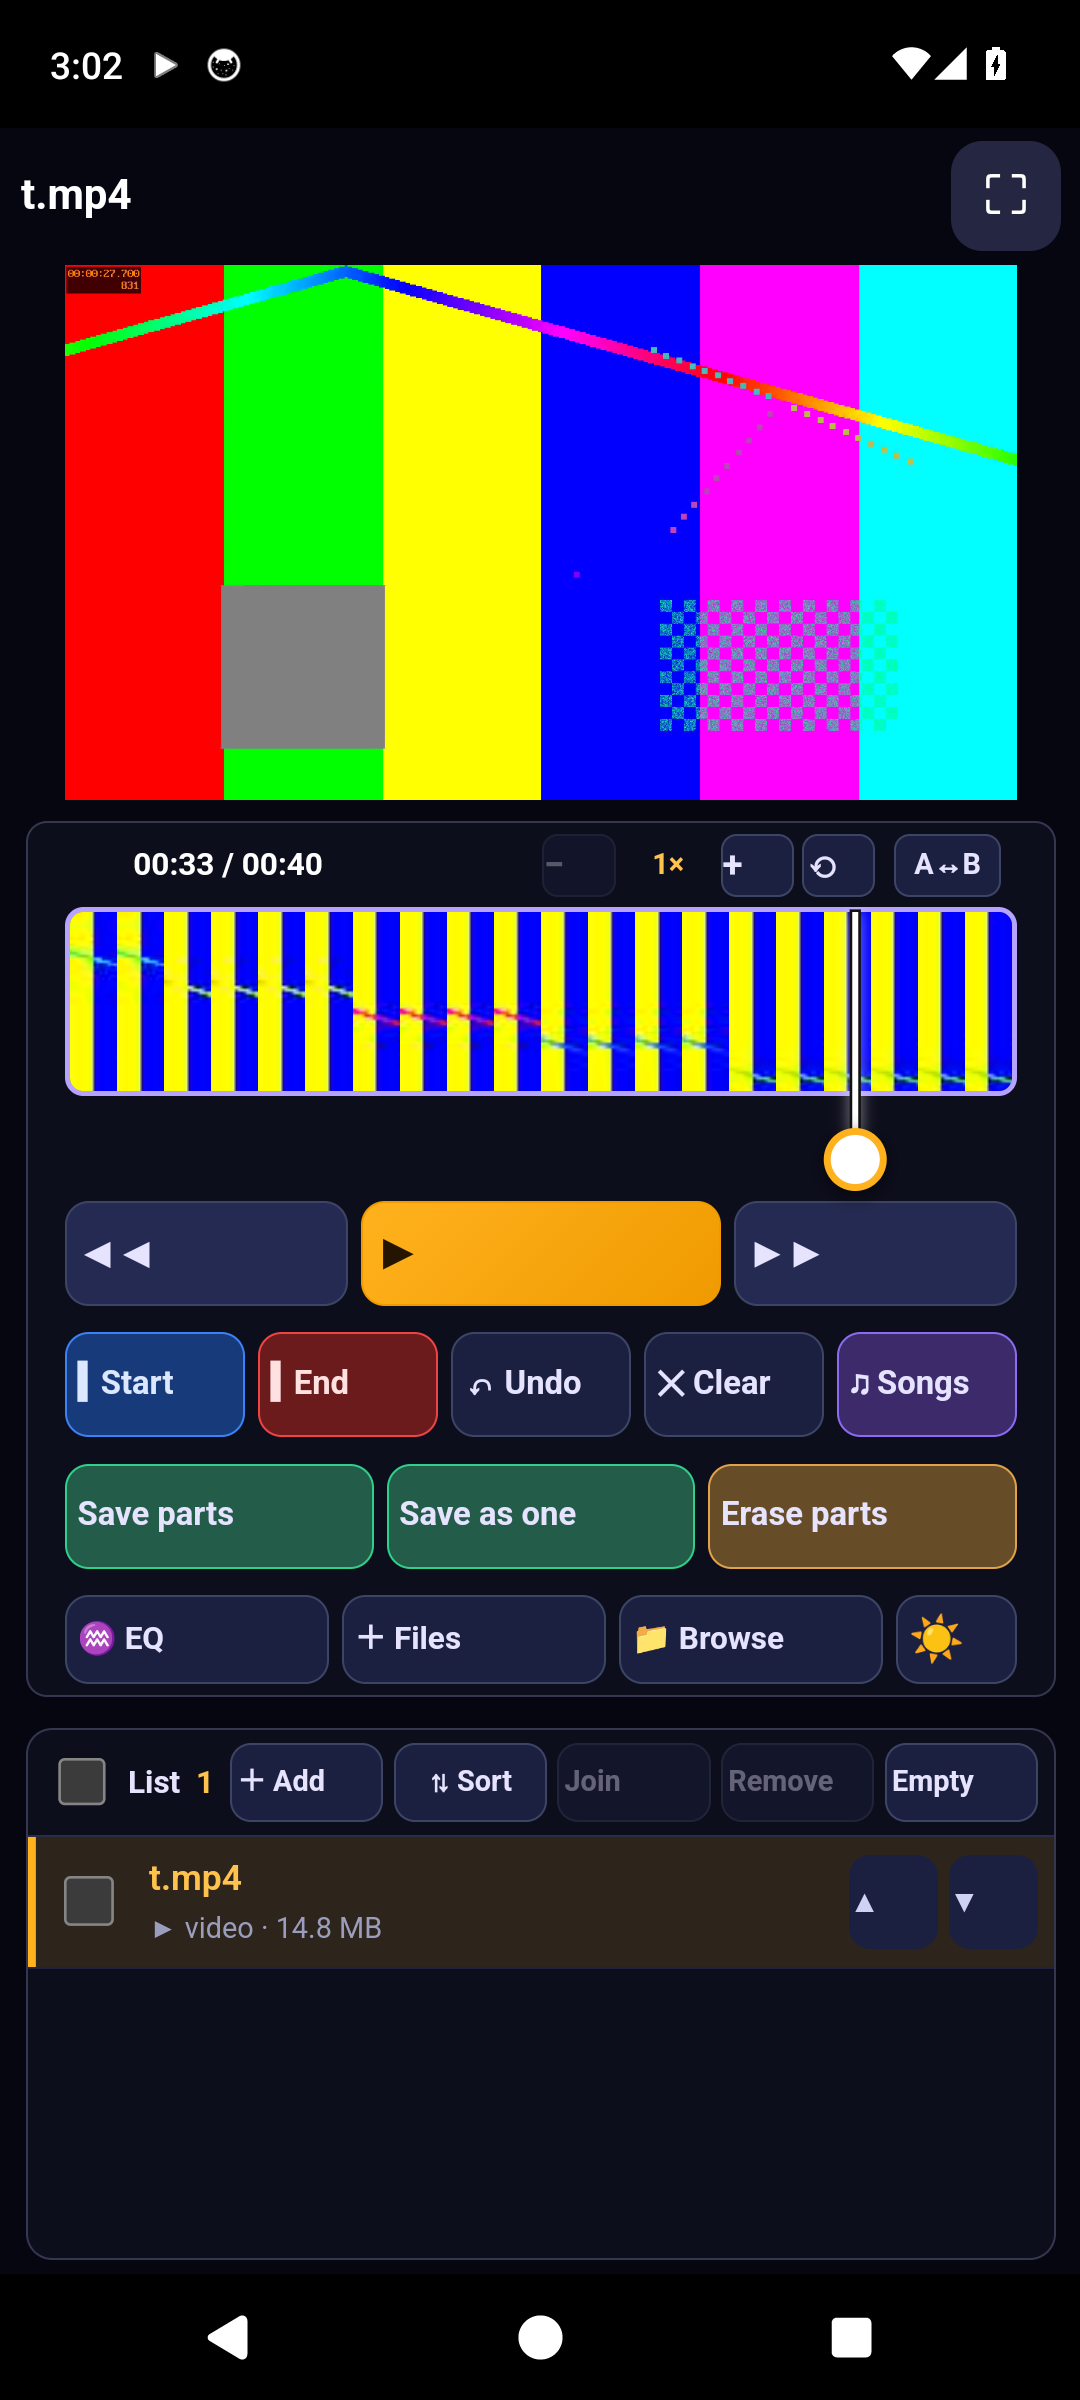 3:02
t.mp4
00:00:27.700
831
00:33 / 00:40
1×
A↔B
Start
End
Undo
Clear
Songs
Save parts
Save as one
Erase parts
EQ
Files
Browse
List 1
Add
Sort
Join
Remove
Empty
t.mp4
► video · 14.8 MB